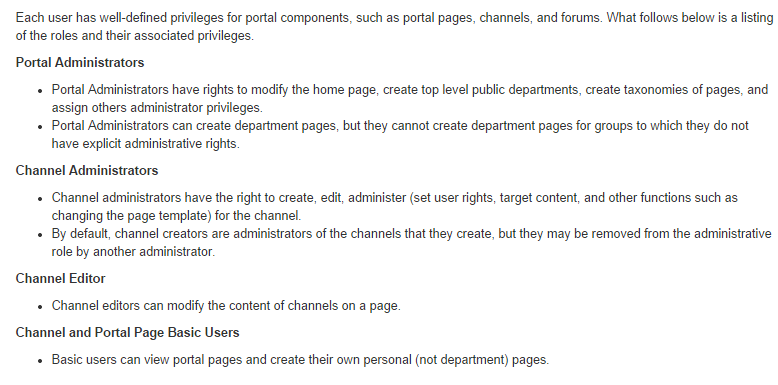 Each user has well-defined privileges for portal components, such as portal pages, channels, and forums. What follows below is a listing
of the roles and their associated privileges.
Portal Administrators
• Portal Administrators have rights to modify the home page, create top level public departments, create taxonomies of pages, and
assign others administrator privileges.
• Portal Administrators can create department pages, but they cannot create department pages for groups to which they do not
have explicit administrative rights.
Channel Administrators
• Channel administrators have the right to create, edit, administer (set user rights, target content, and other functions such as
changing the page template) for the channel.
• By default, channel creators are administrators of the channels that they create, but they may be removed from the administrative
role by another administrator.
Channel Editor
• Channel editors can modify the content of channels on a page.
Channel and Portal Page Basic Users
• Basic users can view portal pages and create their own personal (not department) pages.